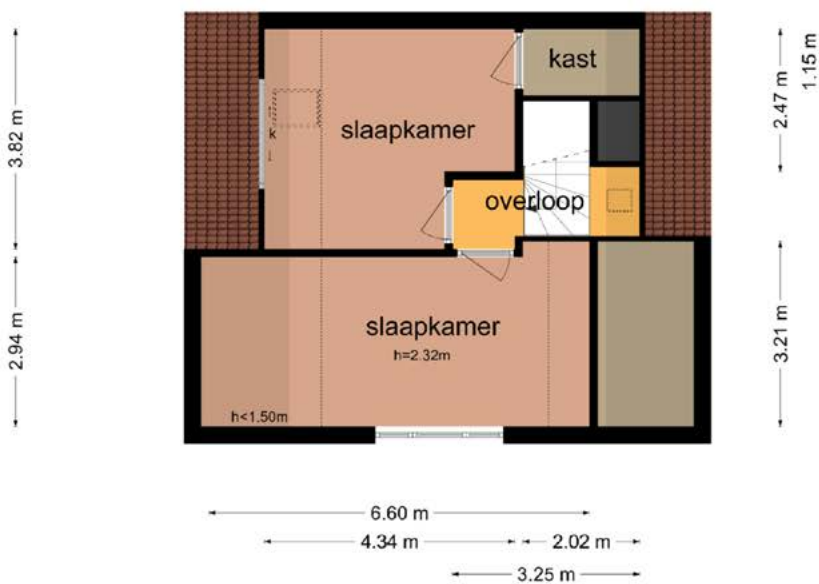 kast
slaapkamer
k
overloop
slaapkamer
h=2.32m
h<1.50m
3.82 m
2.94 m
2.47 m
1.15 m
3.21 m
6.60 m
4.34 m
2.02 m
3.25 m